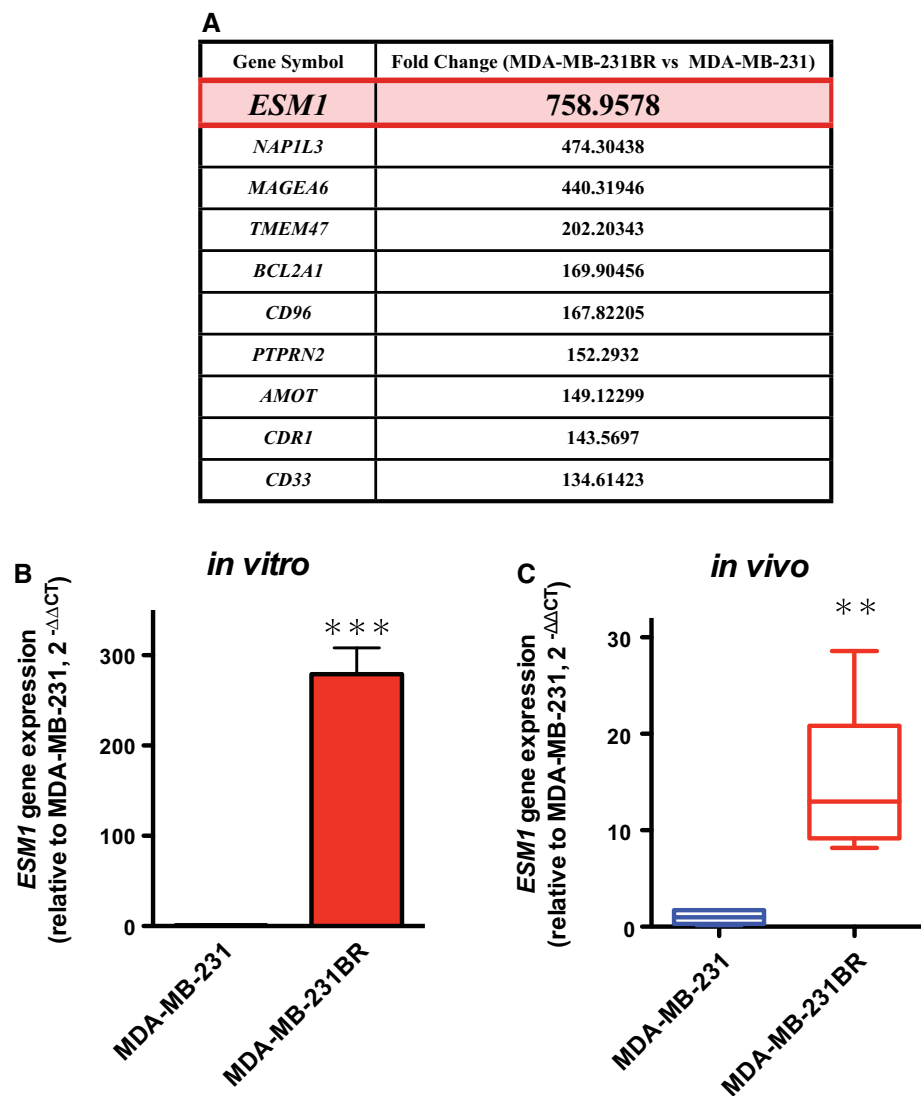 A
Gene Symbol Fold Change (MDA-MB-231BR vs MDA-MB-231)
ESM1 758.9578
NAP1L3 474.30438
MAGEA6 440.31946
TMEM47 202.20343
BCL2A1 169.90456
CD96 167.82205
PTPRN2 152.2932
AMOT 149.12299
CDR1 143.5697
CD33 134.61423
B
in vitro
ESM1 gene expression
(relative to MDA-MB-231, 2 -ΔΔCT)
300
200
100
0
***
MDA-MB-231
MDA-MB-231BR
C
in vivo
ESM1 gene expression
(relative to MDA-MB-231, 2 -ΔΔCT)
30
20
10
0
**
MDA-MB-231
MDA-MB-231BR